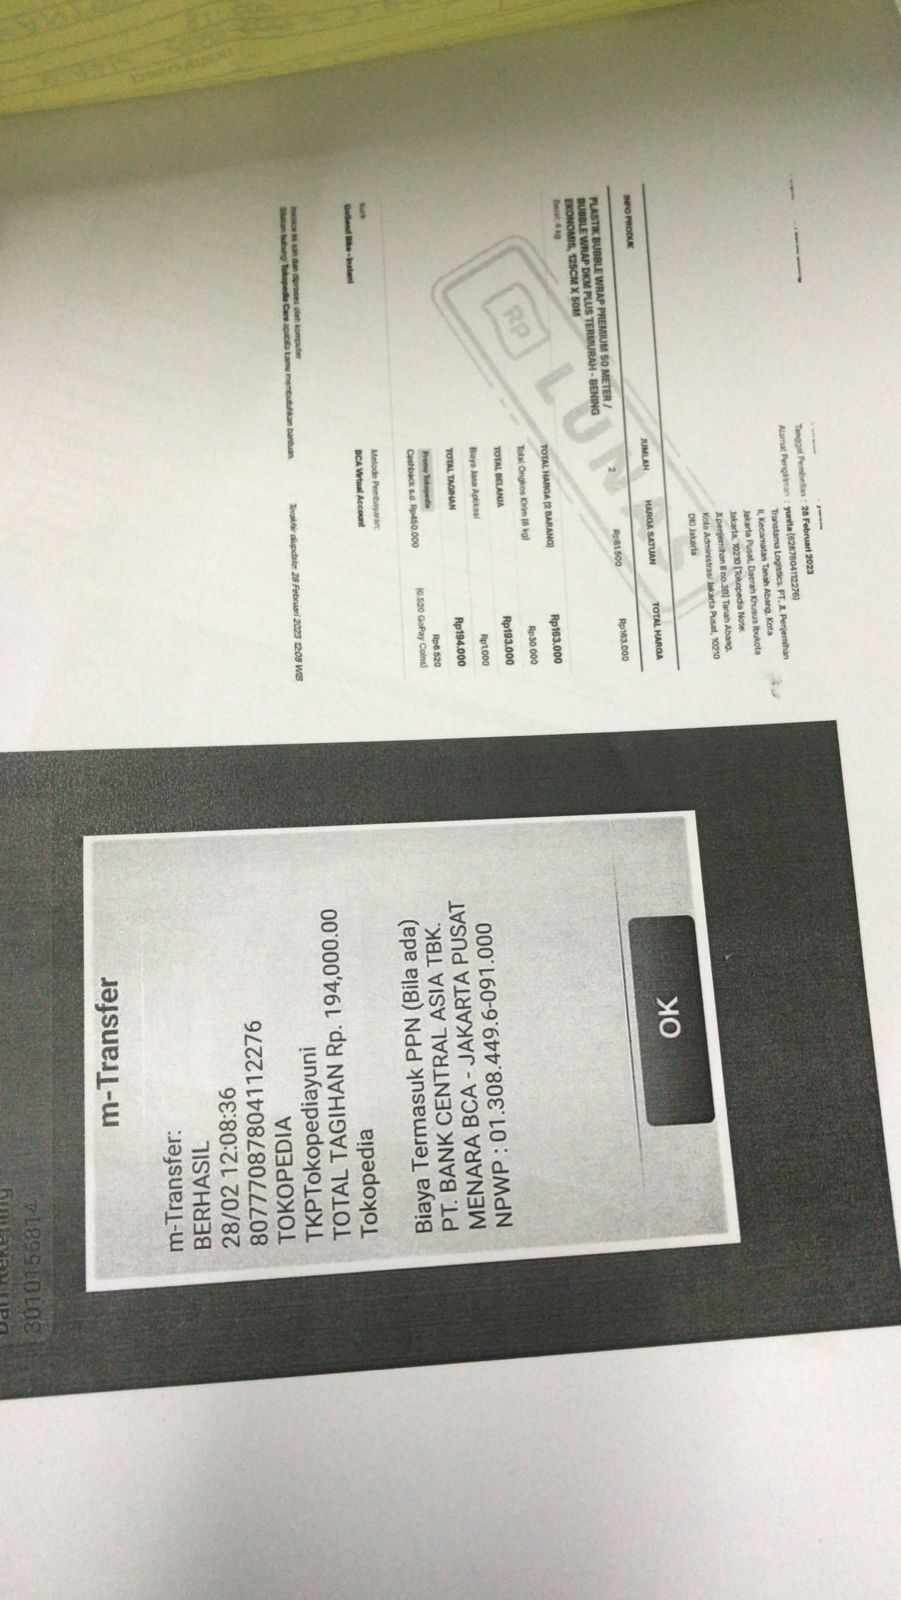 Tanggal Pembelian : 28 Februari 2023
Alamat Pengiriman : yunita (6287804112276)
Transtama Logistics. PT., Jl. Penjernihan
II, Kecamatan Tanah Abang, Kota
Jakarta Pusat, Daerah Khusus Ibukota
Jakarta, 10210 [Tokopedia Note:
Jl.penjernihan II no.3B] Tanah Abang,
Kota Administrasi Jakarta Pusat, 10210
DKI Jakarta
INFO PRODUK JUMLAH HARGA SATUAN TOTAL HARGA
PLASTIK BUBBLE WRAP PREMIUM 50 METER / 2 Rp81.500 Rp163.000
BUBBLE WRAP DKM PLUS TERMURAH - BENING
EKONOMIS, 125CM X 50M
Berat: 4 kg
RP LUNAS
TOTAL HARGA (2 BARANG) Rp163.000
Total Ongkos Kirim (8 kg) Rp30.000
TOTAL BELANJA Rp193.000
Biaya Jasa Aplikasi Rp1.000
TOTAL TAGIHAN Rp194.000
Promo Tokopedia Rp6.520
Cashback s.d. Rp450.000 (6.520 GoPay Coins)
Kurir
GoSend Bike - Instant
Metode Pembayaran:
BCA Virtual Account
Invoice ini sah dan diproses oleh komputer
Silakan hubungi Tokopedia Care apabila kamu membutuhkan bantuan.
Terakhir diupdate: 28 Februari 2023 12:08 WIB
Dari Rekening
3010156814
m-Transfer
m-Transfer:
BERHASIL
28/02 12:08:36
80777087804112276
TOKOPEDIA
TKPTokopediayuni
TOTAL TAGIHAN Rp. 194,000.00
Tokopedia
Biaya Termasuk PPN (Bila ada)
PT. BANK CENTRAL ASIA TBK.
MENARA BCA - JAKARTA PUSAT
NPWP : 01.308.449.6-091.000
OK